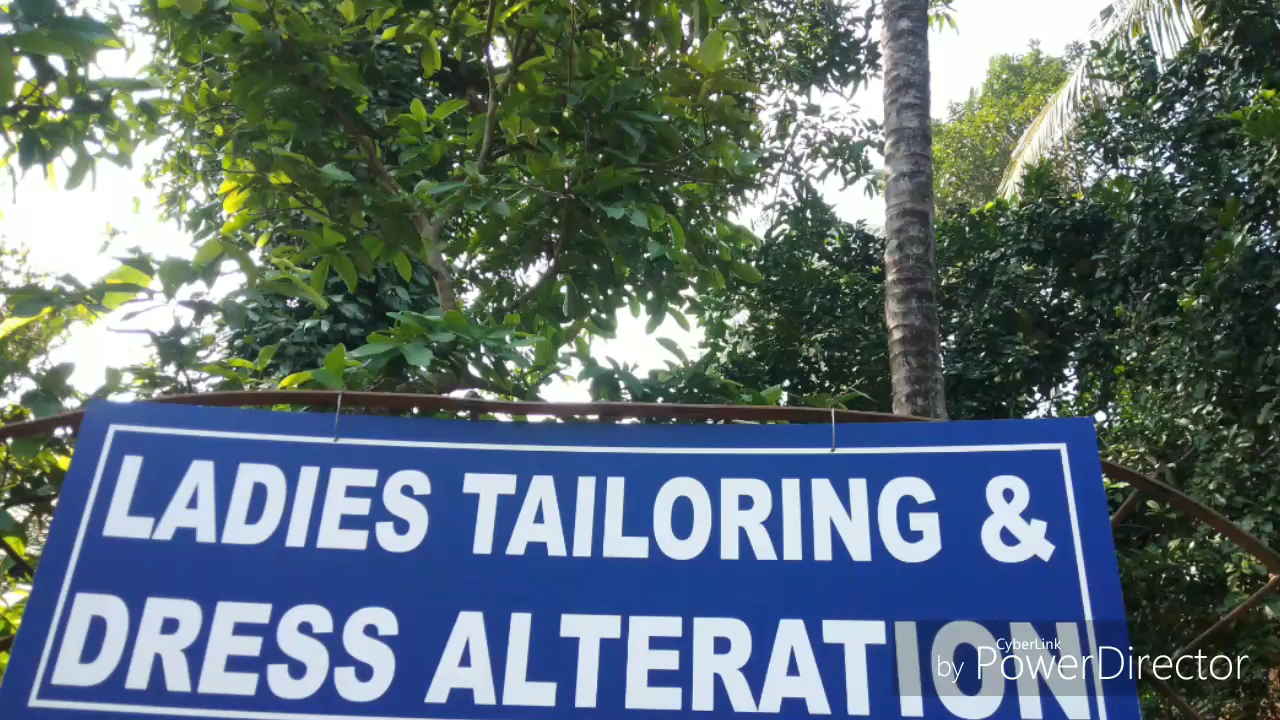 LADIES TAILORING &
DRESS ALTERATION
CyberLink
by PowerDirector